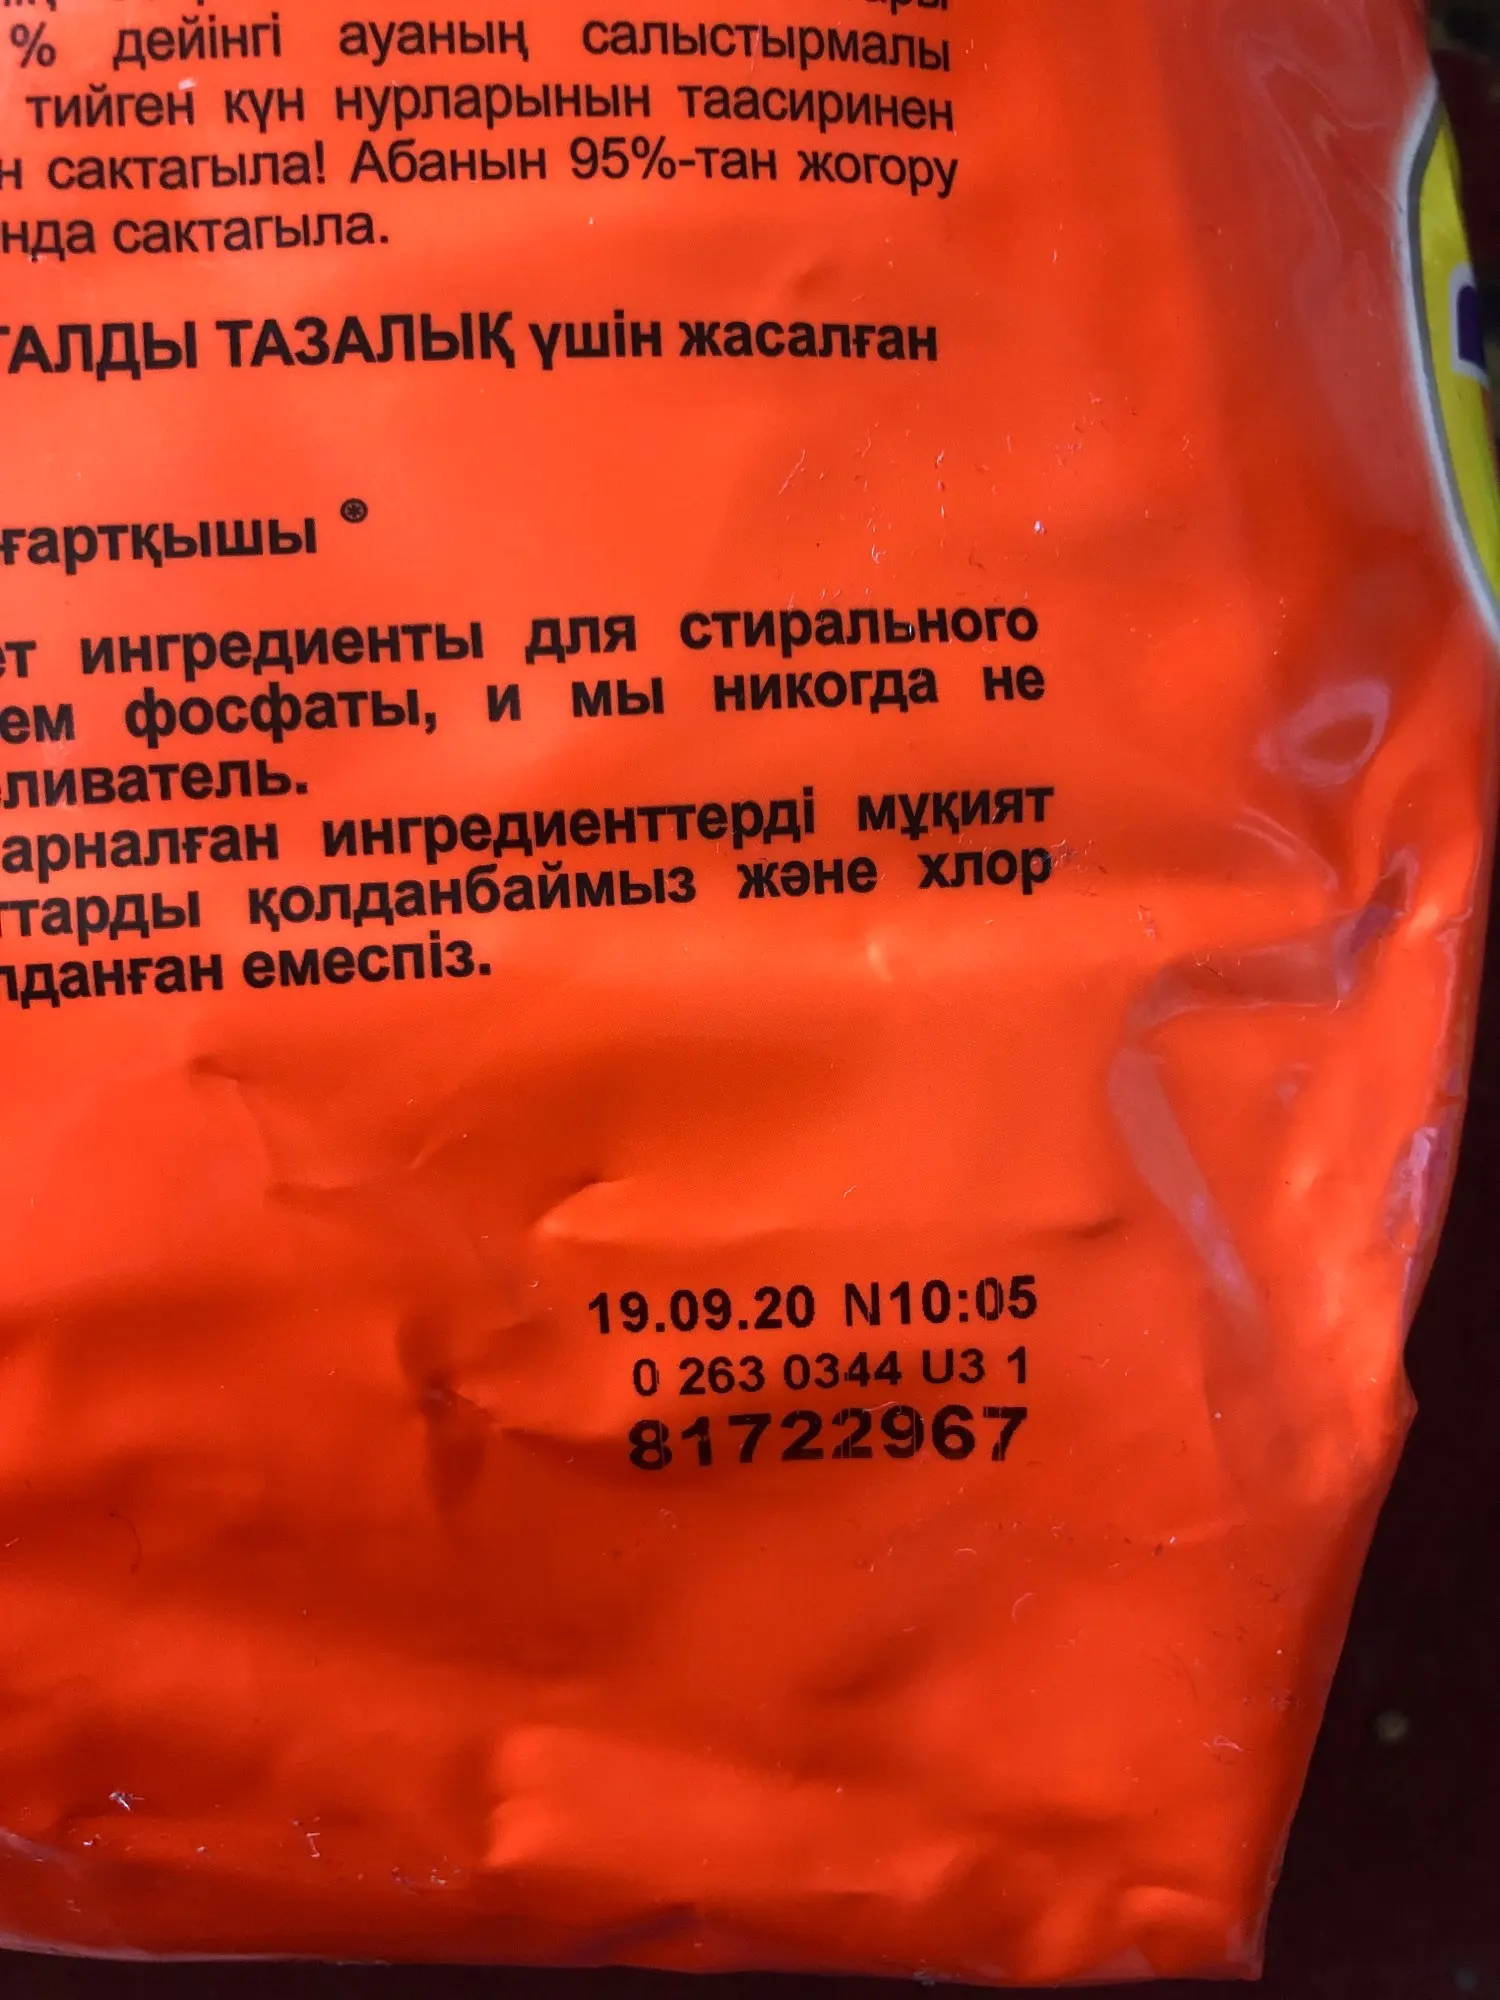 % дейінгі ауаның салыстырмалы
тийген күн нурларынын таасиринен
н сактагыла! Абанын 95%-тан жогору
нда сактагыла.
ТАЛДЫ ТАЗАЛЫҚ үшін жасалған
ғартқышы ®
ет ингредиенты для стирального
ем фосфаты, и мы никогда не
ливатель.
арналған ингредиенттерді мұқият
ттарды қолданбаймыз және хлор
лданған емеспіз.
19.09.20 N10:05
0 263 0344 U3 1
81722967